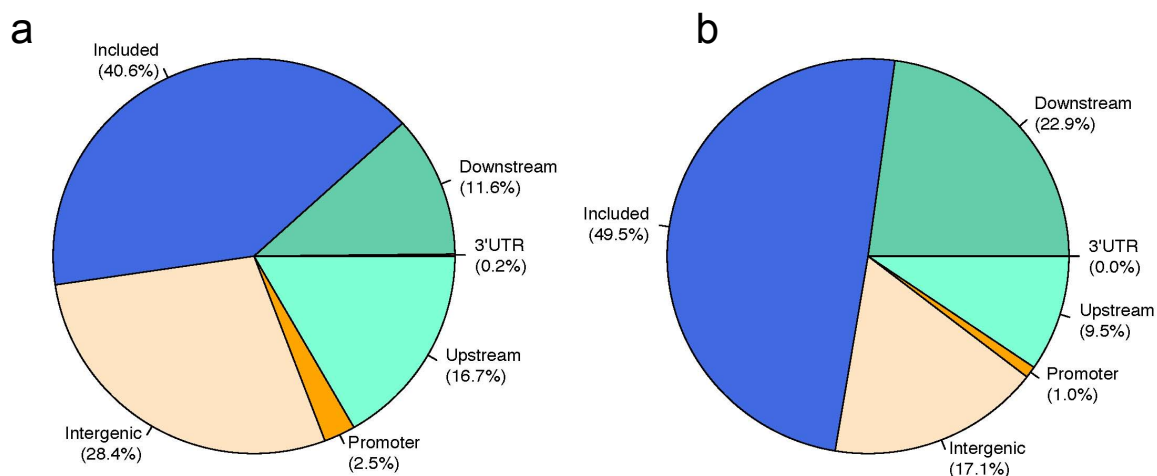 a
Included
(40.6%)
Downstream
(11.6%)
3'UTR
(0.2%)
Upstream
(16.7%)
Promoter
(2.5%)
Intergenic
(28.4%)
b
Downstream
(22.9%)
Included
(49.5%)
3'UTR
(0.0%)
Upstream
(9.5%)
Promoter
(1.0%)
Intergenic
(17.1%)